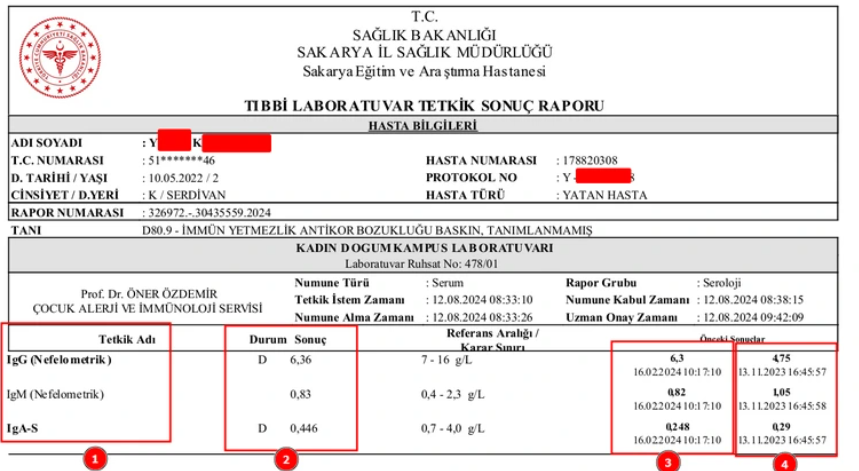 T.C.
SAĞLIK BAKANLIĞI
SAKARYA İL SAĞLIK MÜDÜRLÜĞÜ
Sakarya Eğitim ve Araştırma Hastanesi
TIBBİ LABORATUVAR TETKİK SONUÇ RAPORU
HASTA BİLGİLERİ
ADI SOYADI : Y K
T.C. NUMARASI : 51*******46 HASTA NUMARASI : 178820308
D. TARİHİ / YAŞI : 10.05.2022 / 2 PROTOKOL NO : Y-
CİNSİYET / D.YERİ : K / SERDİVAN HASTA TÜRÜ : YATAN HASTA
RAPOR NUMARASI : 326972.-.30435559.2024
TANI D80.9 - İMMÜN YETMEZLİK ANTİKOR BOZUKLUĞU BASKIN, TANIMLANMAMIŞ
KADIN DOGUM KAMPUS LABORATUVARI
Laboratuvar Ruhsat No: 478/01
Prof. Dr. ÖNER ÖZDEMİR
ÇOCUK ALERJİ VE İMMÜNOLOJİ SERVİSİ
Numune Türü : Serum Rapor Grubu : Seroloji
Tetkik İstem Zamanı : 12.08.2024 08:33:10 Numune Kabul Zamanı : 12.08.2024 08:38:15
Numune Alma Zamanı : 12.08.2024 08:33:26 Uzman Onay Zamanı : 12.08.2024 09:42:09
Tetkik Adı Durum Sonuç Referans Aralığı / Karar Sınırı Önceki Sonuçlar
IgG (Nefelometrik) D 6,36 7 - 16 g/L 6,3 4,75
16.02.2024 10:17:10 13.11.2023 16:45:57
IgM (Nefelometrik) 0,83 0,4 - 2,3 g/L 0,82 1,05
16.02.2024 10:17:10 13.11.2023 16:45:58
IgA-S D 0,446 0,7 - 4,0 g/L 0,248 0,29
16.02.2024 10:17:10 13.11.2023 16:45:57
1 2 3 4